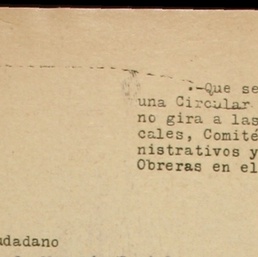 .-Que se
una Circular
no gira a las
cales, Comité
nistrativos y
Obreras en el
udadano